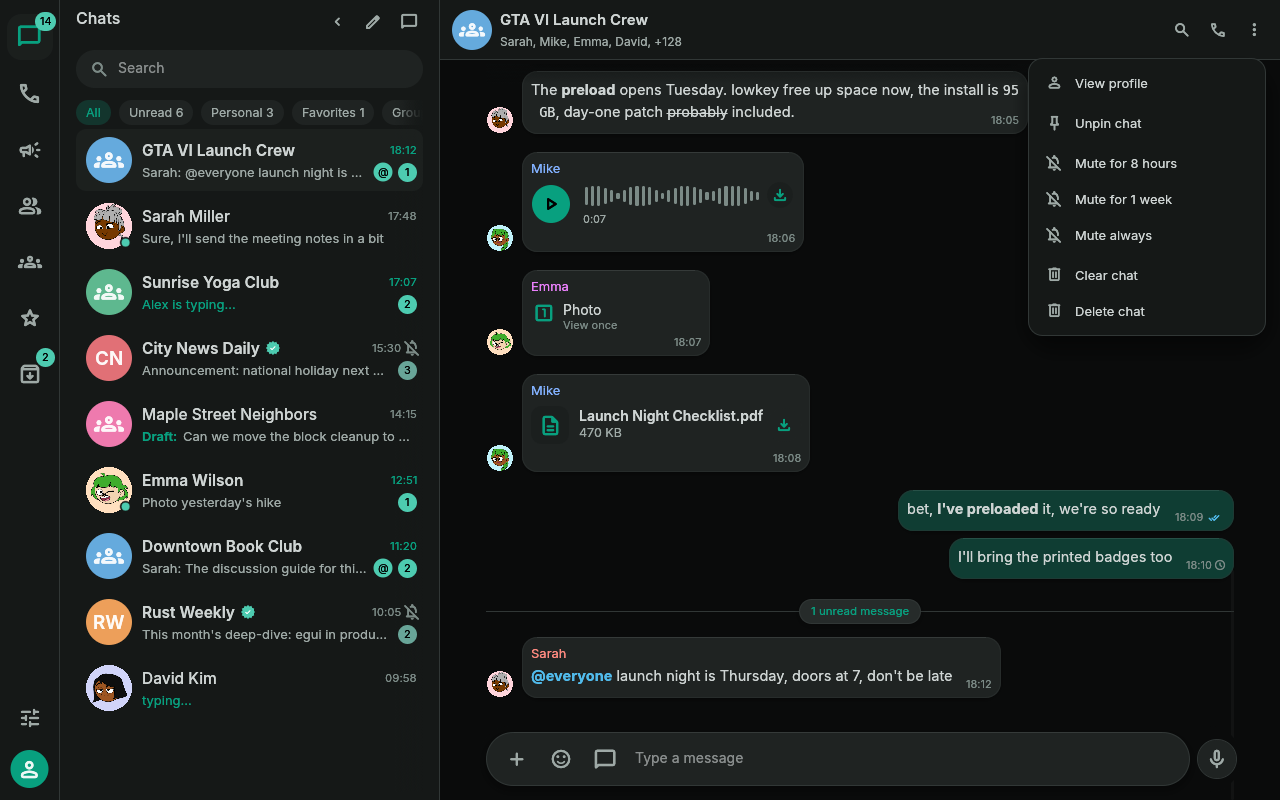 14
2
Chats
Search
All
Unread 6
Personal 3
Favorites 1
GTA VI Launch Crew
18:12
Sarah: @everyone launch night is ...
@
1
Sarah Miller
17:48
Sure, I'll send the meeting notes in a bit
Sunrise Yoga Club
17:07
Alex is typing...
2
CN
City News Daily
15:30
Announcement: national holiday next ...
3
Maple Street Neighbors
14:15
Draft: Can we move the block cleanup to ...
Emma Wilson
12:51
Photo yesterday's hike
1
Downtown Book Club
11:20
Sarah: The discussion guide for thi...
@
2
RW
Rust Weekly
10:05
This month's deep-dive: egui in produ...
2
David Kim
09:58
typing...
GTA VI Launch Crew
Sarah, Mike, Emma, David, +128
The preload opens Tuesday. lowkey free up space now, the install is 95
GB, day-one patch probably included.
18:05
Mike
0:07
18:06
Emma
1
Photo
View once
18:07
Mike
Launch Night Checklist.pdf
470 KB
18:08
bet, I've preloaded it, we're so ready
18:09
I'll bring the printed badges too
18:10
1 unread message
Sarah
@everyone launch night is Thursday, doors at 7, don't be late
18:12
Type a message
View profile
Unpin chat
Mute for 8 hours
Mute for 1 week
Mute always
Clear chat
Delete chat